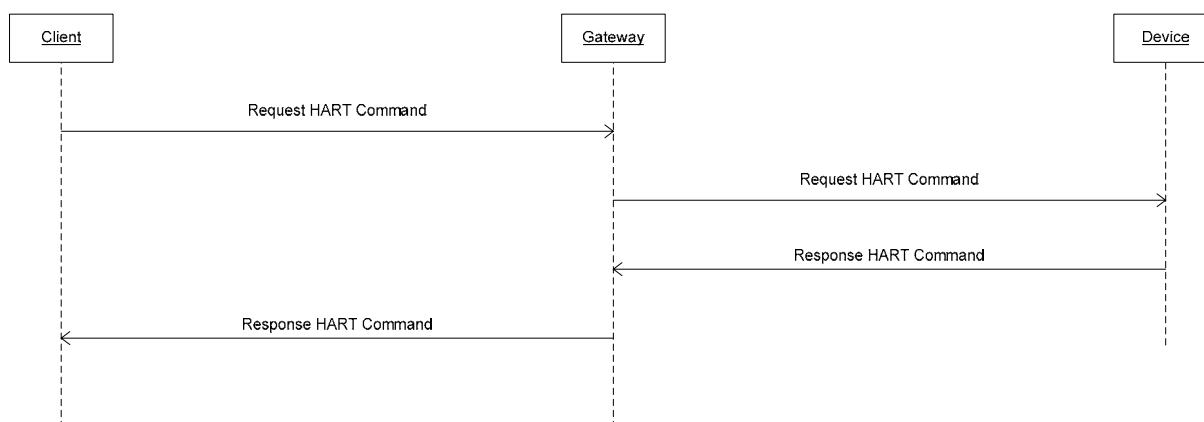 Client
Gateway
Device
Request HART Command
Request HART Command
Response HART Command
Response HART Command